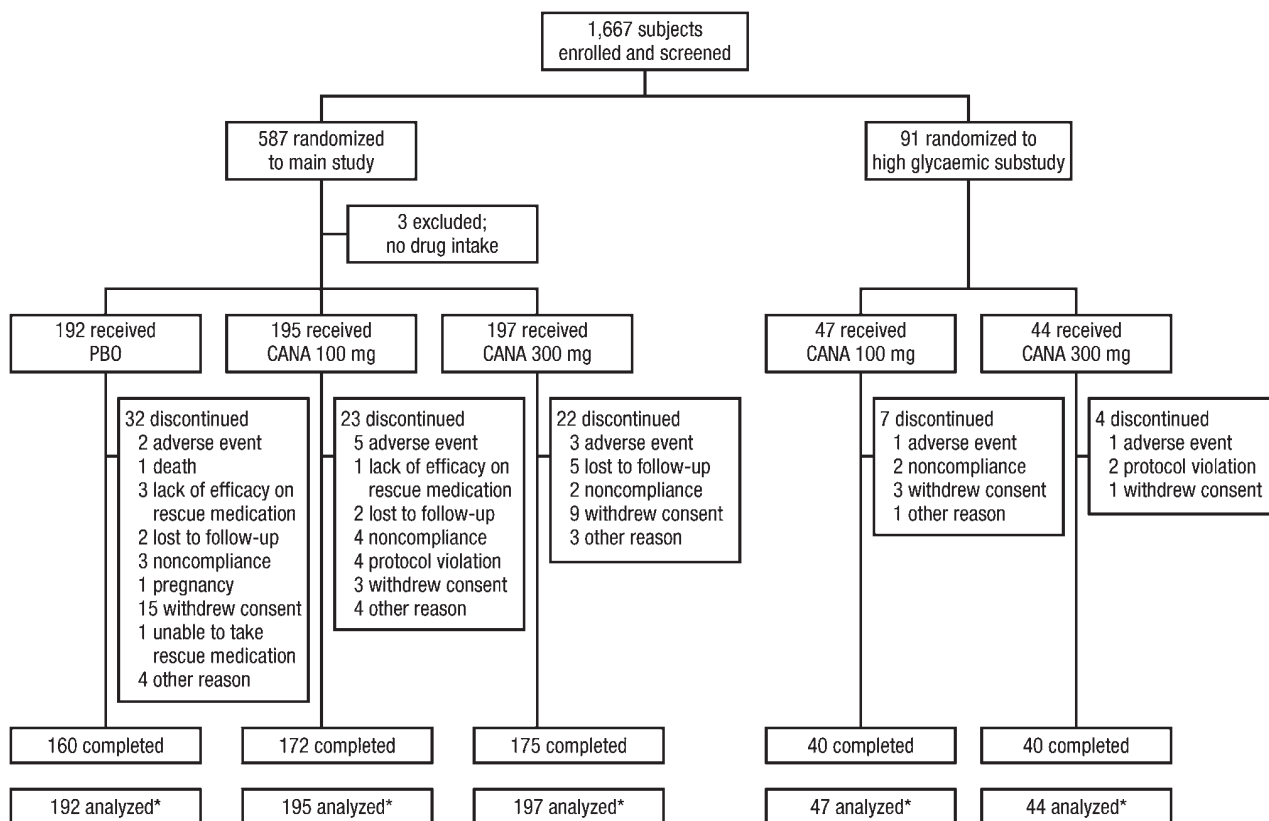 1,667 subjects
enrolled and screened
587 randomized
to main study
91 randomized to
high glycaemic substudy
3 excluded;
no drug intake
192 received
PBO
195 received
CANA 100 mg
197 received
CANA 300 mg
47 received
CANA 100 mg
44 received
CANA 300 mg
32 discontinued
2 adverse event
1 death
3 lack of efficacy on
rescue medication
2 lost to follow-up
3 noncompliance
1 pregnancy
15 withdrew consent
1 unable to take
rescue medication
4 other reason
23 discontinued
5 adverse event
1 lack of efficacy on
rescue medication
2 lost to follow-up
4 noncompliance
4 protocol violation
3 withdrew consent
4 other reason
22 discontinued
3 adverse event
5 lost to follow-up
2 noncompliance
9 withdrew consent
3 other reason
7 discontinued
1 adverse event
2 noncompliance
3 withdrew consent
1 other reason
4 discontinued
1 adverse event
2 protocol violation
1 withdrew consent
160 completed
172 completed
175 completed
40 completed
40 completed
192 analyzed*
195 analyzed*
197 analyzed*
47 analyzed*
44 analyzed*